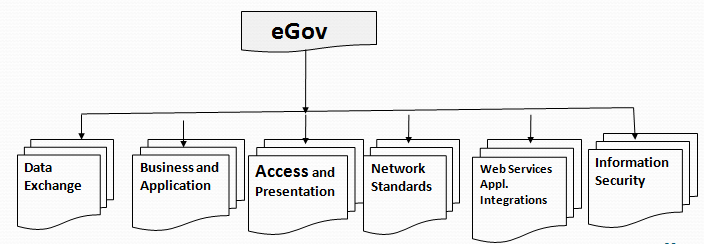 eGov
Data
Exchange
Business and
Application
Access and
Presentation
Network
Standards
Web Services
Appl.
Integrations
Information
Security